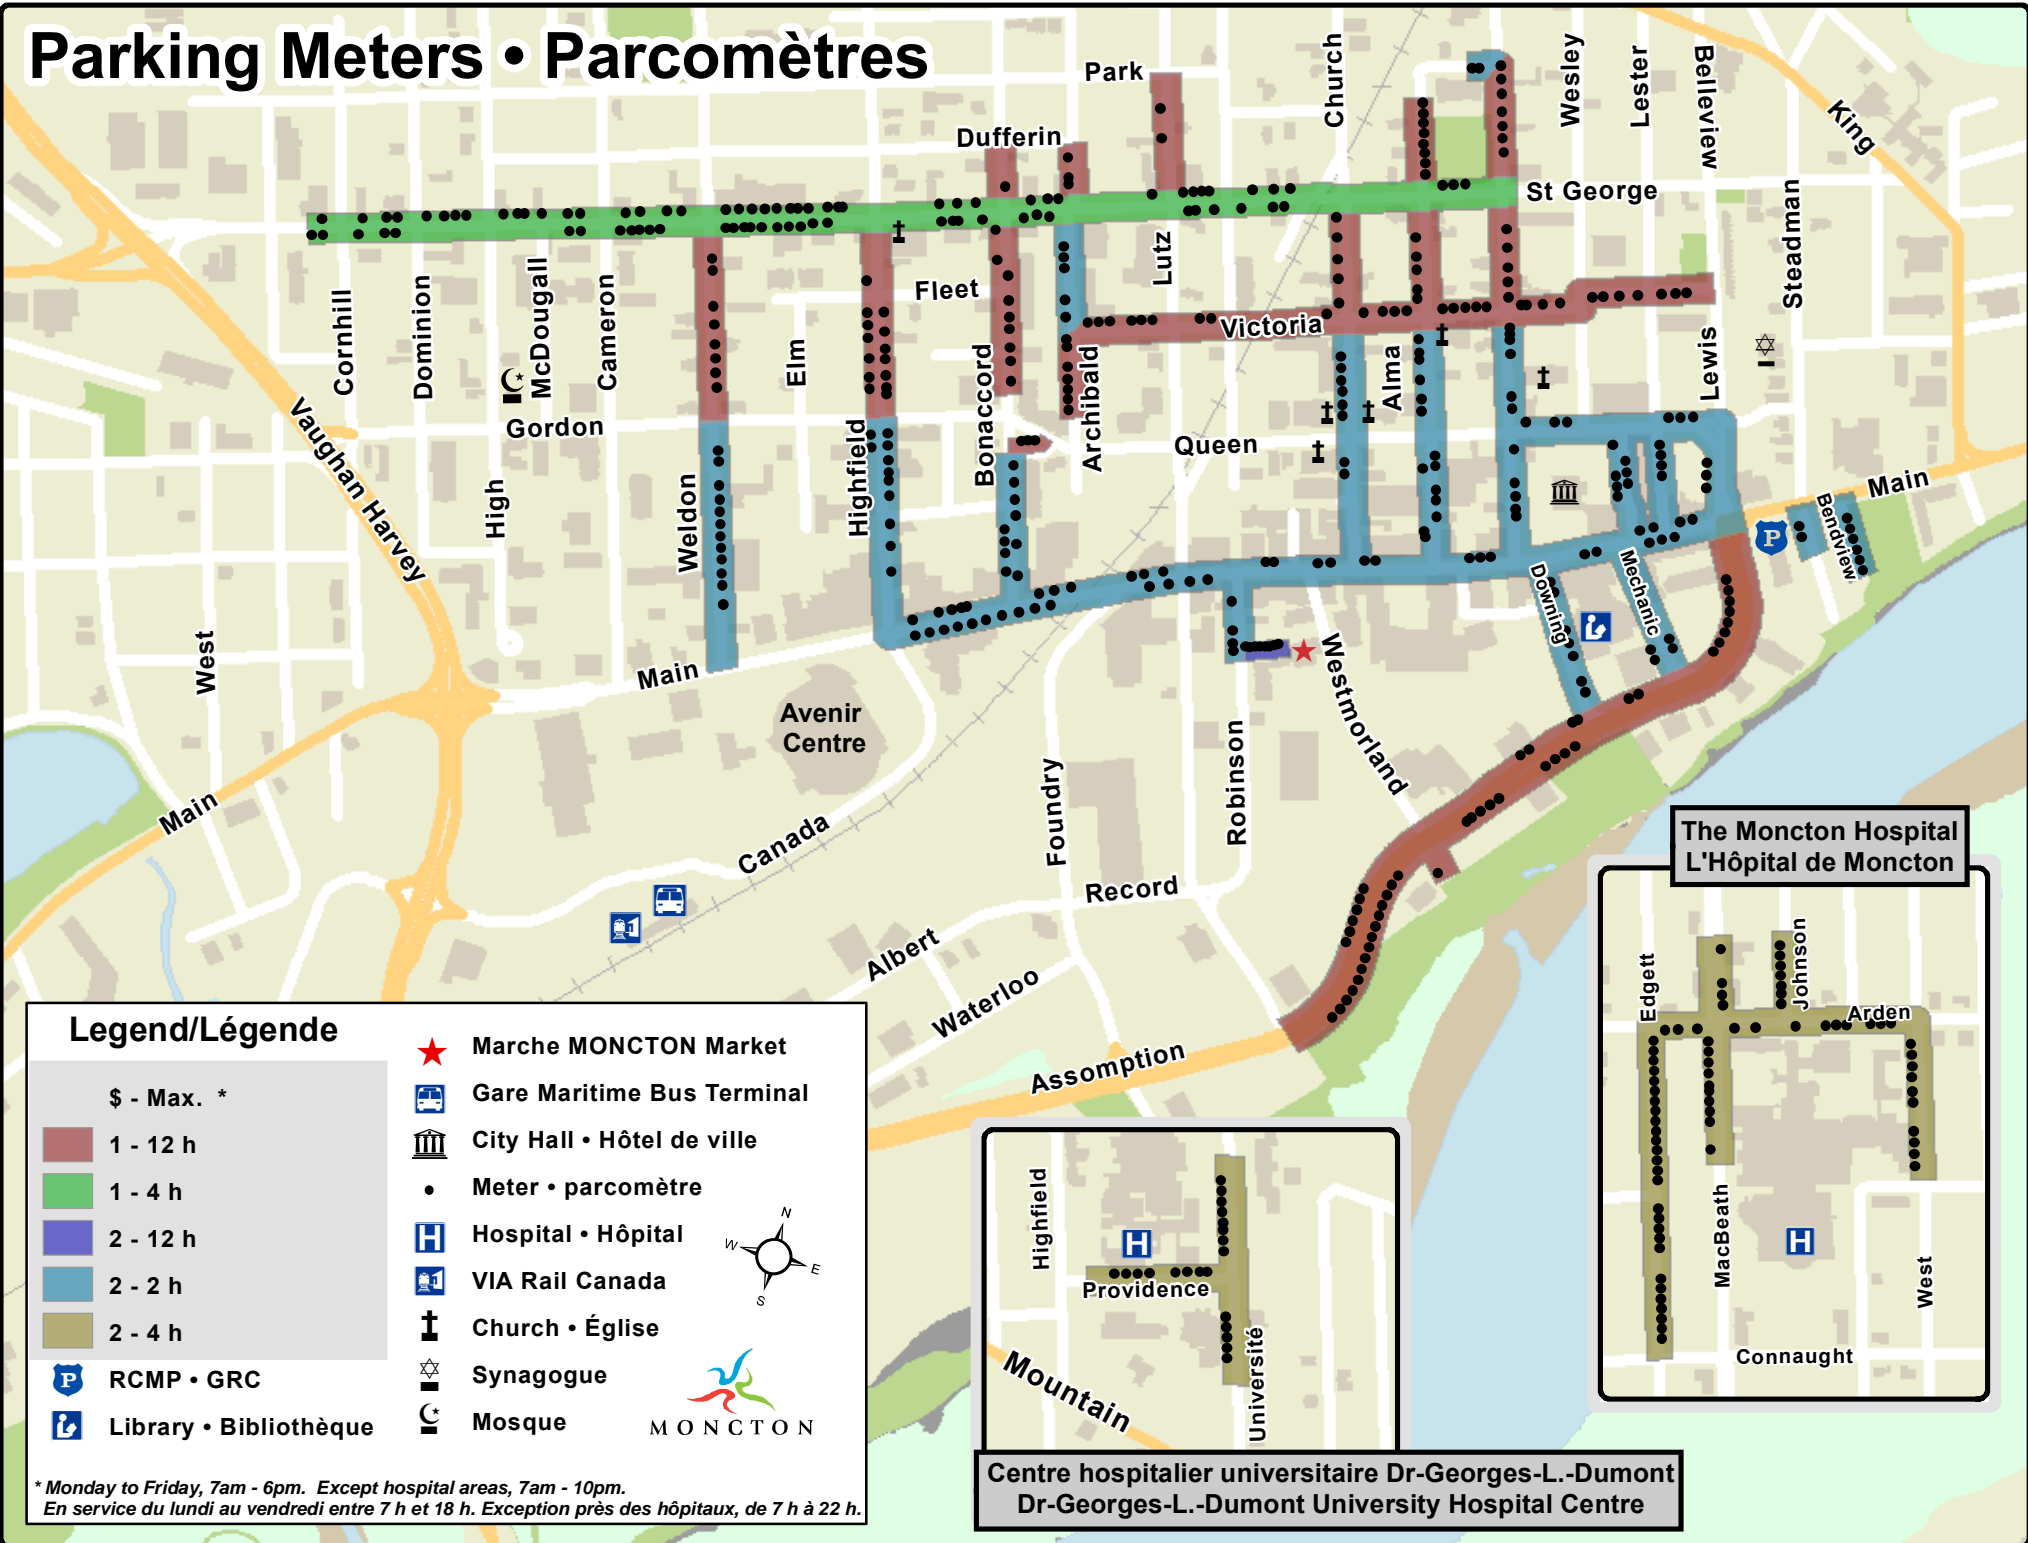 Parking Meters • Parcomètres
Park
Church
Wesley
Lester
Belleview
King
Dufferin
St George
Steadman
Lutz
Fleet
Victoria
Cornhill
Dominion
McDougall
Cameron
Elm
Bonaccord
Archibald
Alma
Lewis
Gordon
Highfield
Queen
Vaughan Harvey
High
Weldon
Main
Bendview
P
Downing
Mechanic
West
Main
Westmorland
Avenir
Centre
Main
Foundry
Robinson
Canada
Record
Albert
Waterloo
Assomption
The Moncton Hospital
L'Hôpital de Moncton
Edgett
Johnson
Arden
MacBeath
H
West
Connaught
Highfield
H
Providence
Université
Mountain
Centre hospitalier universitaire Dr-Georges-L.-Dumont
Dr-Georges-L.-Dumont University Hospital Centre
Legend/Légende
$ - Max. *
1 - 12 h
1 - 4 h
2 - 12 h
2 - 2 h
2 - 4 h
P RCMP • GRC
Library • Bibliothèque
Marche MONCTON Market
Gare Maritime Bus Terminal
City Hall • Hôtel de ville
Meter • parcomètre
H Hospital • Hôpital
VIA Rail Canada
Church • Église
Synagogue
Mosque
N
W
E
S
MONCTON
* Monday to Friday, 7am - 6pm. Except hospital areas, 7am - 10pm.
En service du lundi au vendredi entre 7 h et 18 h. Exception près des hôpitaux, de 7 h à 22 h.